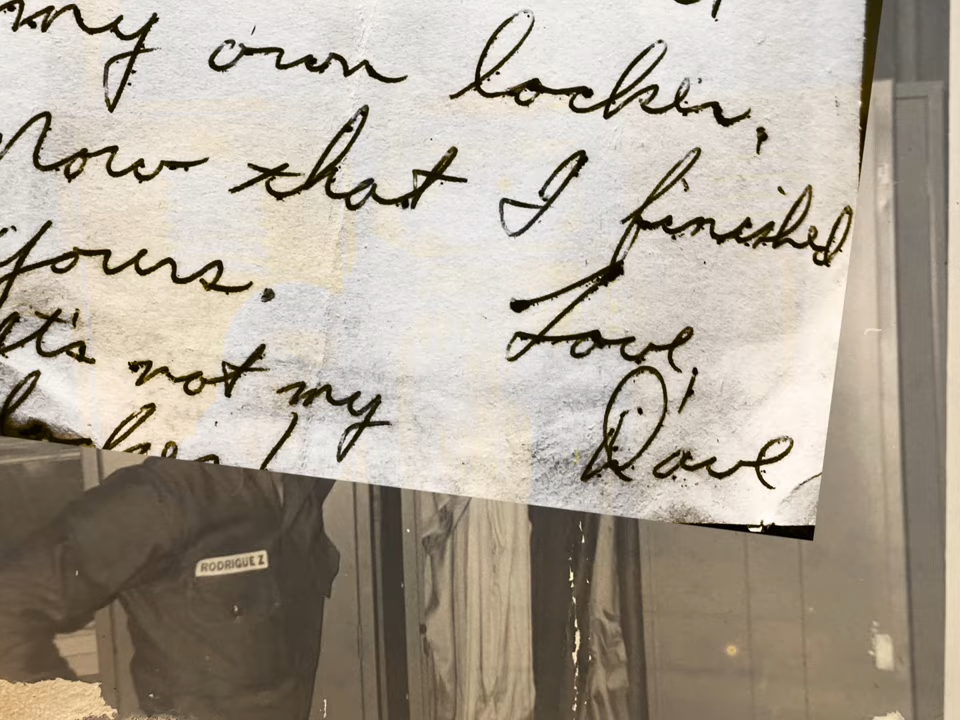 my own locker,
Now that I finished
yours.
Love,
It's not my
Dave
RODRIGUEZ